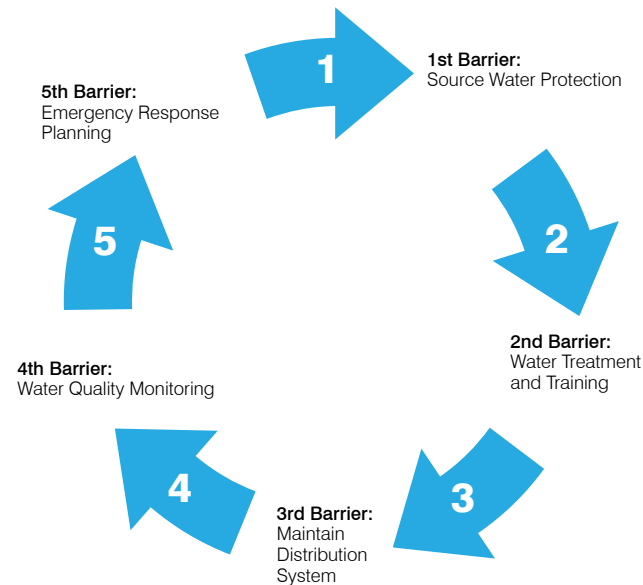 1
1st Barrier:
Source Water Protection
2
2nd Barrier:
Water Treatment
and Training
3
3rd Barrier:
Maintain
Distribution
System
4
4th Barrier:
Water Quality Monitoring
5
5th Barrier:
Emergency Response
Planning